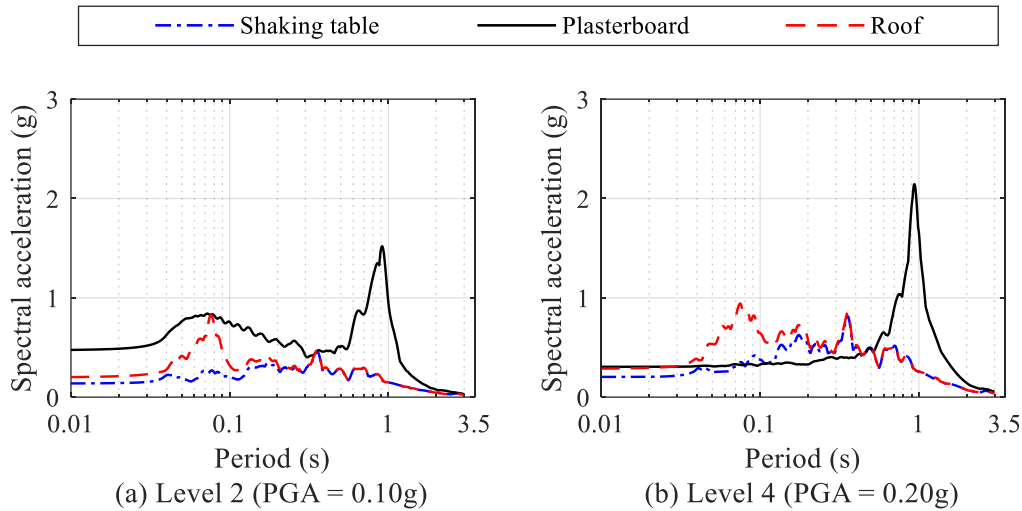 Shaking table Plasterboard Roof
Spectral acceleration (g)
3
2
1
0
0.01 0.1 1 3.5
Period (s)
(a) Level 2 (PGA = 0.10g)
Spectral acceleration (g)
3
2
1
0
0.01 0.1 1 3.5
Period (s)
(b) Level 4 (PGA = 0.20g)